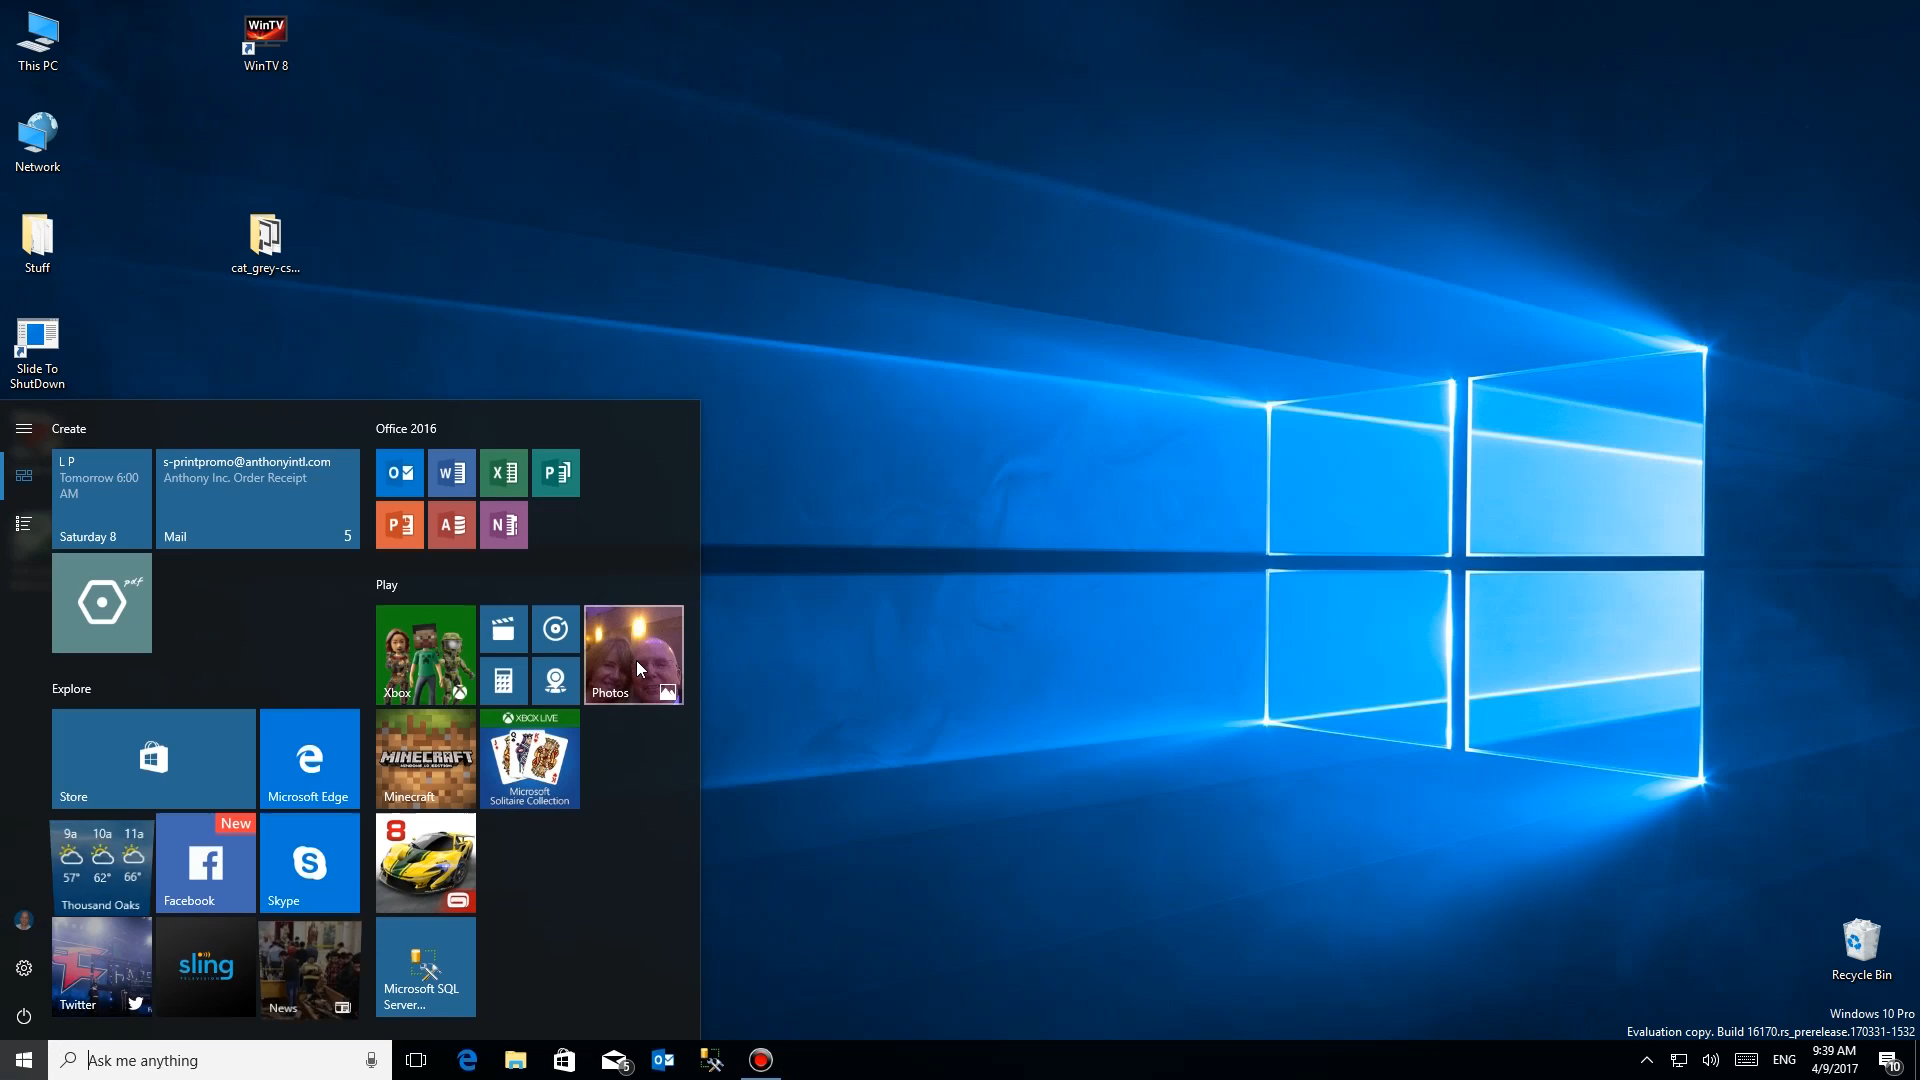 This PC
WinTV
WinTV 8
Network
Stuff
cat_grey-cs...
Slide To
ShutDown
Create
Office 2016
L P
Tomorrow 6:00
AM
Saturday 8
s-printpromo@anthonyintl.com
Anthony Inc. Order Receipt
Mail
5
pdf
Play
Xbox
Photos
Explore
Store
Microsoft Edge
MINECRAFT
Minecraft
XBOX LIVE
Microsoft
Solitaire Collection
9a 10a 11a
57° 62° 66°
Thousand Oaks
New
Facebook
Skype
8
Twitter
sling
TELEVISION
News
Microsoft SQL
Server...
Recycle Bin
Windows 10 Pro
Evaluation copy. Build 16170.rs_prerelease.170331-1532
Ask me anything
5
ENG
9:39 AM
4/9/2017
10